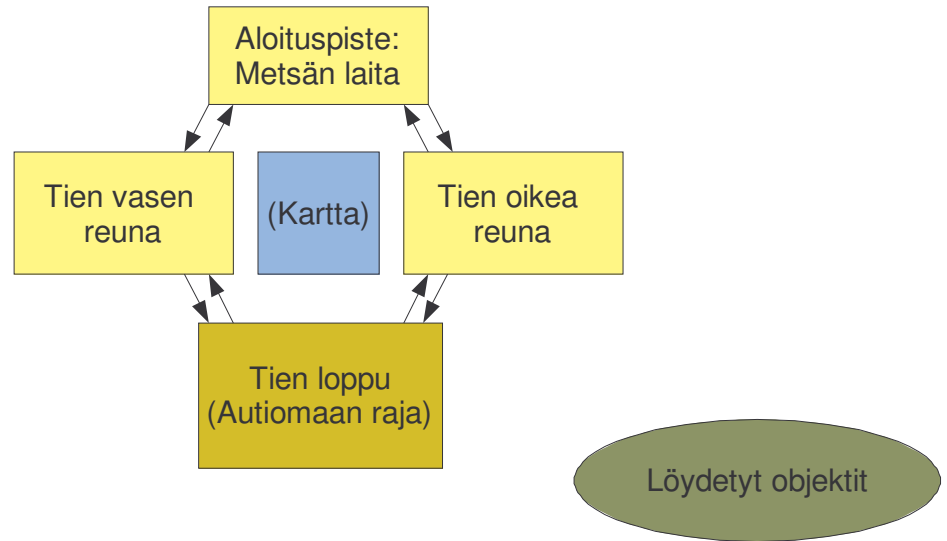 Aloituspiste:
Metsän laita
Tien vasen
reuna
(Kartta)
Tien oikea
reuna
Tien loppu
(Autiomaan raja)
Löydetyt objektit